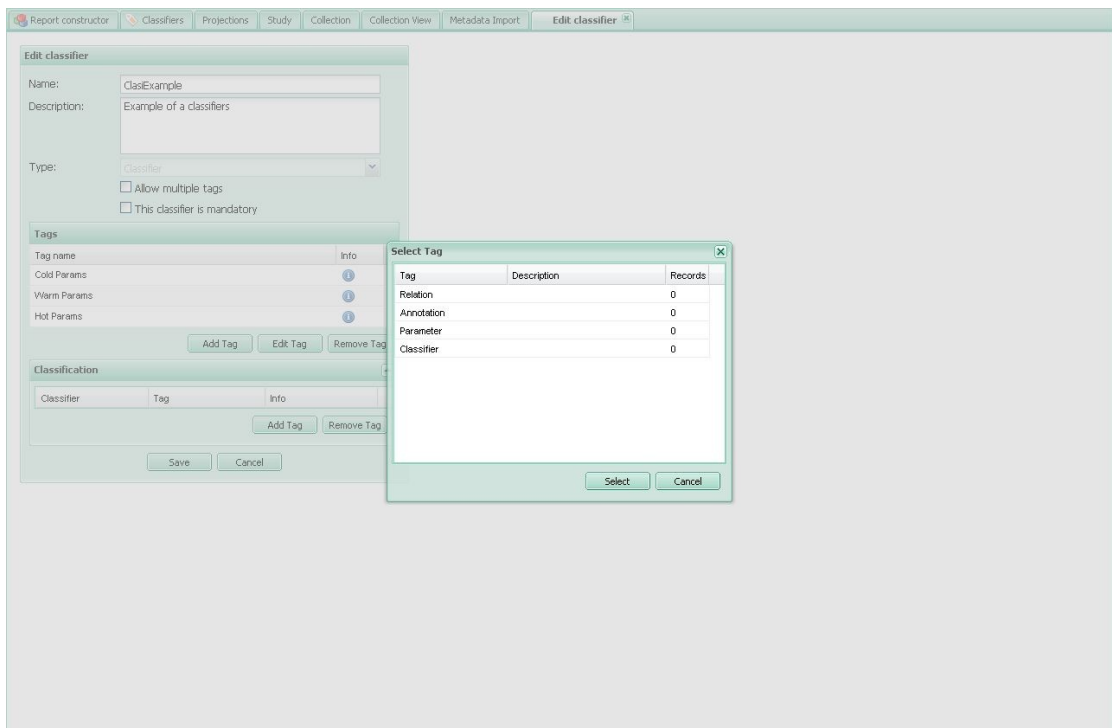 Report constructor Classifiers Projections Study Collection Collection View Metadata Import Edit classifier
Edit classifier
Name: ClasiExample
Description: Example of a classifiers
Type: Classifier
Allow multiple tags
This classifier is mandatory
Tags
Tag name Info
Cold Params
Warm Params
Hot Params
Add Tag Edit Tag Remove Tag
Classification
Classifier Tag Info
Add Tag Remove Tag
Save Cancel
Select Tag
Tag Description Records
Relation 0
Annotation 0
Parameter 0
Classifier 0
Select Cancel